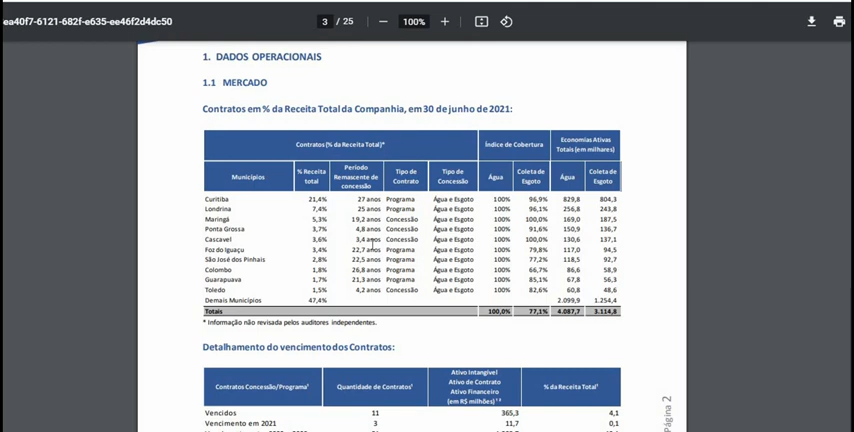 ea40f7-6121-682f-e635-ee46f2d4dc50
3 / 25
100%
1. DADOS OPERACIONAIS
1.1 MERCADO
Contratos em % da Receita Total da Companhia, em 30 de junho de 2021:
Contratos (% da Receita Total)* Índice de Cobertura Economias Ativas Totais (em milhares)
Municípios % Receita total Período Remascente de concessão Tipo de Contrato Tipo de Concessão Água Coleta de Esgoto Água Coleta de Esgoto
Curitiba 21,4% 27 anos Programa Água e Esgoto 100% 96,9% 829,8 804,3
Londrina 7,4% 25 anos Programa Água e Esgoto 100% 96,1% 256,8 243,8
Maringá 5,3% 19,2 anos Concessão Água e Esgoto 100% 100,0% 169,0 187,5
Ponta Grossa 3,7% 4,8 anos Concessão Água e Esgoto 100% 91,6% 150,9 136,7
Cascavel 3,6% 3,4 anos Concessão Água e Esgoto 100% 100,0% 130,6 137,1
Foz do Iguaçu 3,4% 22,7 anos Programa Água e Esgoto 100% 79,8% 117,0 94,5
São José dos Pinhais 2,8% 22,5 anos Programa Água e Esgoto 100% 77,2% 118,5 92,7
Colombo 1,8% 26,8 anos Programa Água e Esgoto 100% 66,7% 86,6 58,9
Guarapuava 1,7% 21,3 anos Programa Água e Esgoto 100% 85,1% 67,8 56,3
Toledo 1,5% 4,2 anos Concessão Água e Esgoto 100% 82,6% 60,8 48,6
Demais Municípios 47,4% 2.099,9 1.254,4
Totais 100,0% 77,1% 4.087,7 3.114,8
* Informação não revisada pelos auditores independentes.
Detalhamento do vencimento dos Contratos:
Contratos Concessão/Programa¹ Quantidade de Contratos¹ Ativo Intangível Ativo de Contrato Ativo Financeiro (em R$ milhões) ¹ ² % da Receita Total¹
Vencidos 11 365,3 4,1
Vencimento em 2021 3 11,7 0,1
Página 2